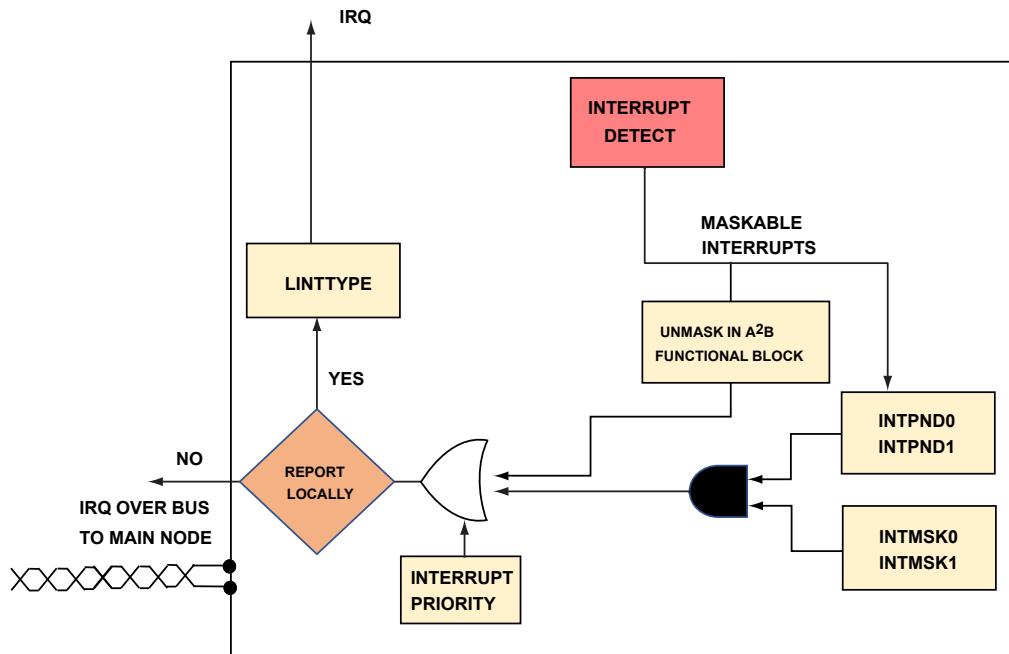 IRQ
INTERRUPT
DETECT
MASKABLE
INTERRUPTS
LINTTYPE
UNMASK IN A²B
FUNCTIONAL BLOCK
YES
INTPND0
INTPND1
NO
REPORT
LOCALLY
IRQ OVER BUS
TO MAIN NODE
INTMSK0
INTMSK1
INTERRUPT
PRIORITY